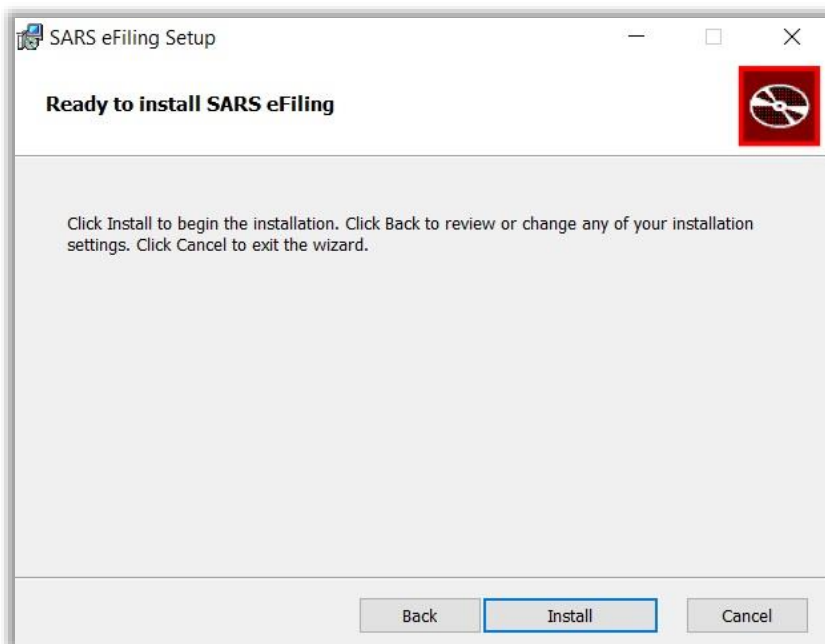 SARS eFiling Setup
Ready to install SARS eFiling
Click Install to begin the installation. Click Back to review or change any of your installation
settings. Click Cancel to exit the wizard.
Back Install Cancel